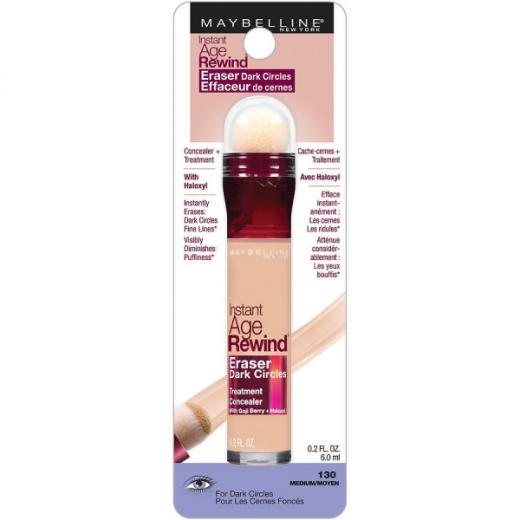 MAYBELLINE®
NEW YORK
Instant
Age
Rewind
Eraser Dark Circles
Effaceur de cernes
Concealer +
Treatment
With
Haloxyl
Instantly
Erases:
Dark Circles
Fine Lines*
Visibly
Diminishes:
Puffiness*
Cache-cernes +
Traitement
Avec Haloxyl
Efface
instant-
anément :
Les cernes
Les ridules*
Atténue
considér-
ablement :
Les yeux
bouffis*
MAYBELLINE
NEW YORK
Instant
Age
Rewind®
Eraser
Dark Circles
Treatment
Concealer
With Goji Berry + Haloxyl
0.2 FL. OZ.
0.2 FL. OZ.
6.0 ml
130
MEDIUM/MOYEN
For Dark Circles
Pour Les Cernes Foncés